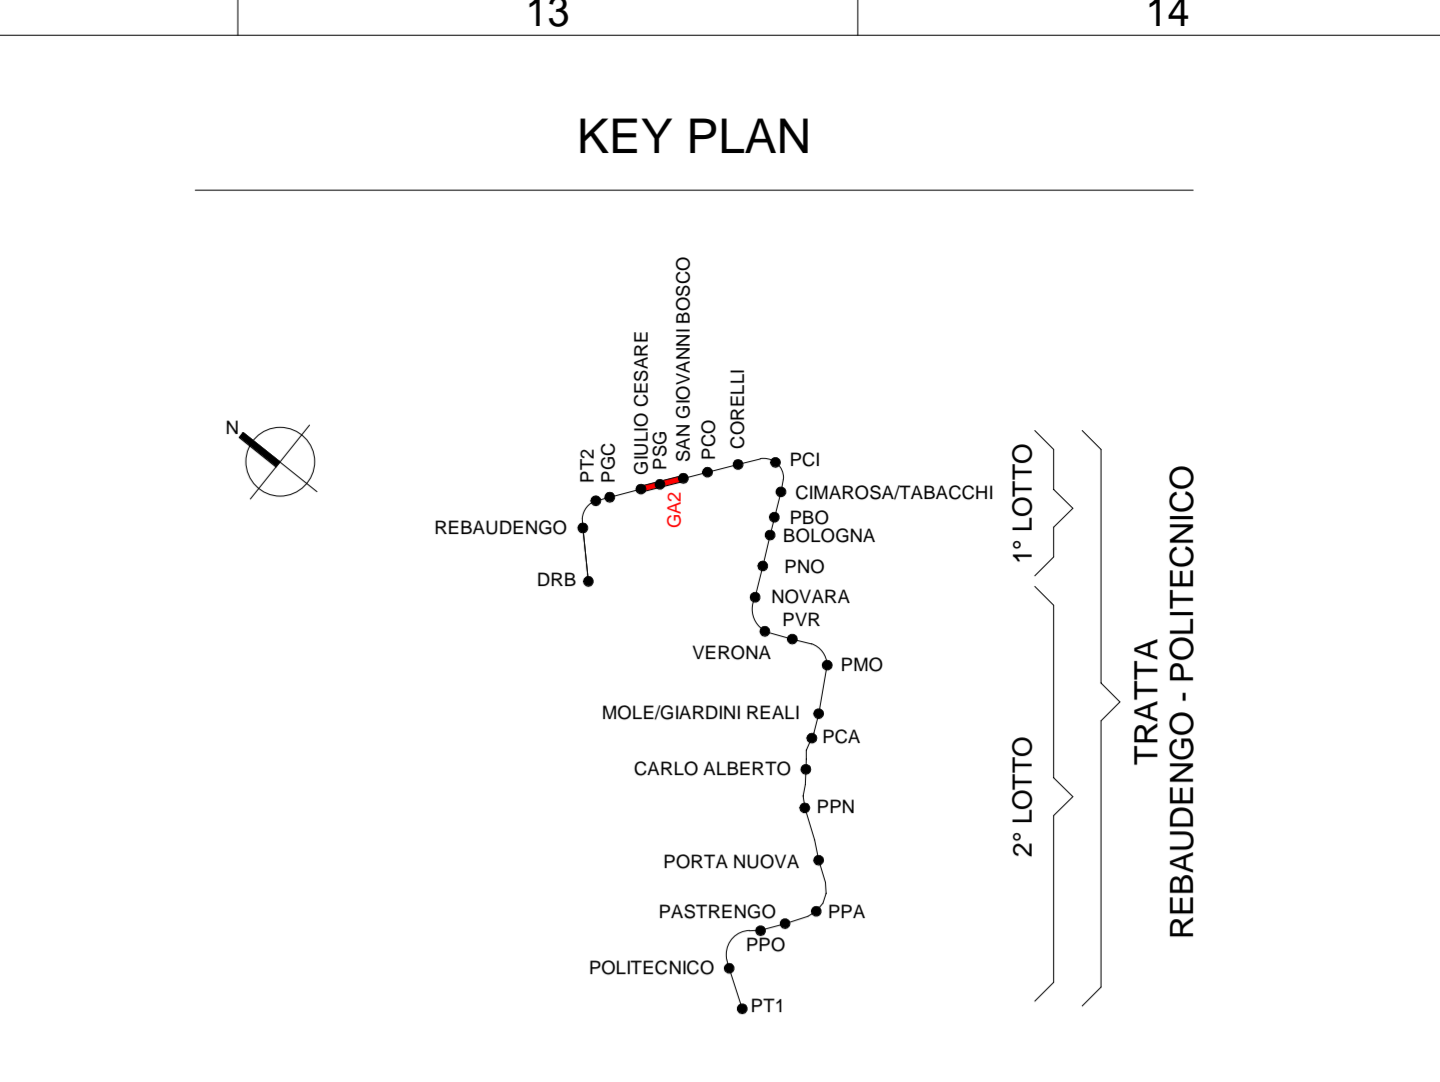 13
14
KEY PLAN
N
PT2
PGC
GIULIO CESARE
PSG
SAN GIOVANNI BOSCO
PCO
CORELLI
GA2
REBAUDENGO
DRB
PCI
CIMAROSA/TABACCHI
PBO
BOLOGNA
PNO
NOVARA
PVR
VERONA
PMO
MOLE/GIARDINI REALI
PCA
CARLO ALBERTO
PPN
PORTA NUOVA
PASTRENGO
PPA
PPO
POLITECNICO
PT1
1° LOTTO
2° LOTTO
TRATTA
REBAUDENGO - POLITECNICO